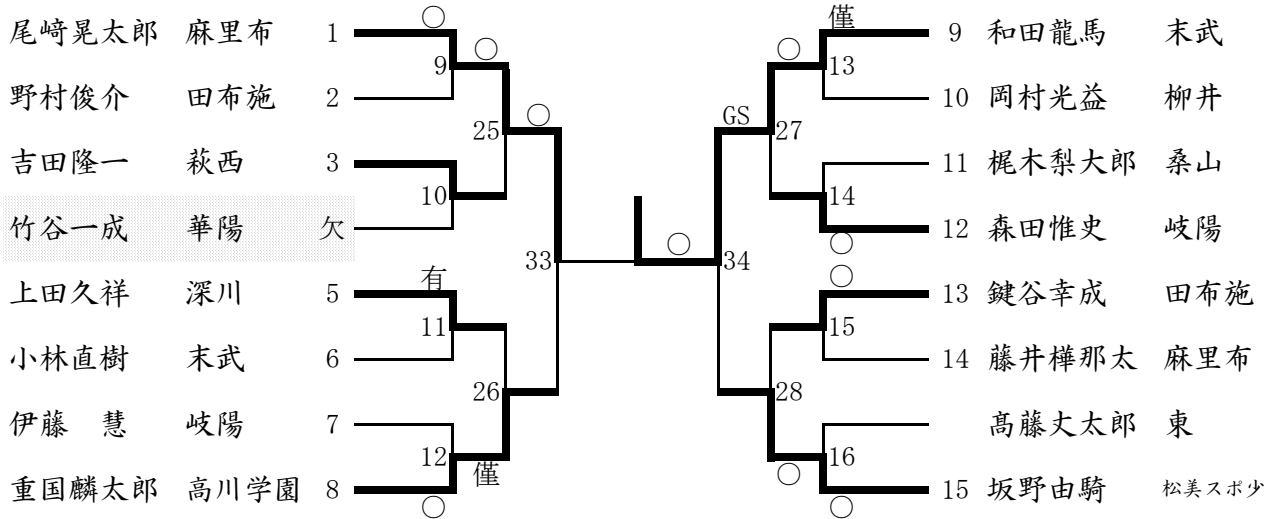 ○ 僅
尾﨑晃太郎 麻里布 1 9 和田龍馬 末武
○ ○
9 13
野村俊介 田布施 2 10 岡村光益 柳井
○ GS
25 27
吉田隆一 萩西 3 11 梶木梨大郎 桑山
10 14
竹谷一成 華陽 欠 12 森田惟史 岐陽
○ ○
33 34
有 ○
上田久祥 深川 5 13 鍵谷幸成 田布施
11 15
小林直樹 末武 6 14 藤井樺那太 麻里布
26 28
伊藤 慧 岐陽 7 髙藤丈太郎 東
12 16
僅 ○
重国麟太郎 高川学園 8 15 坂野由騎 松美スポ少
○ ○